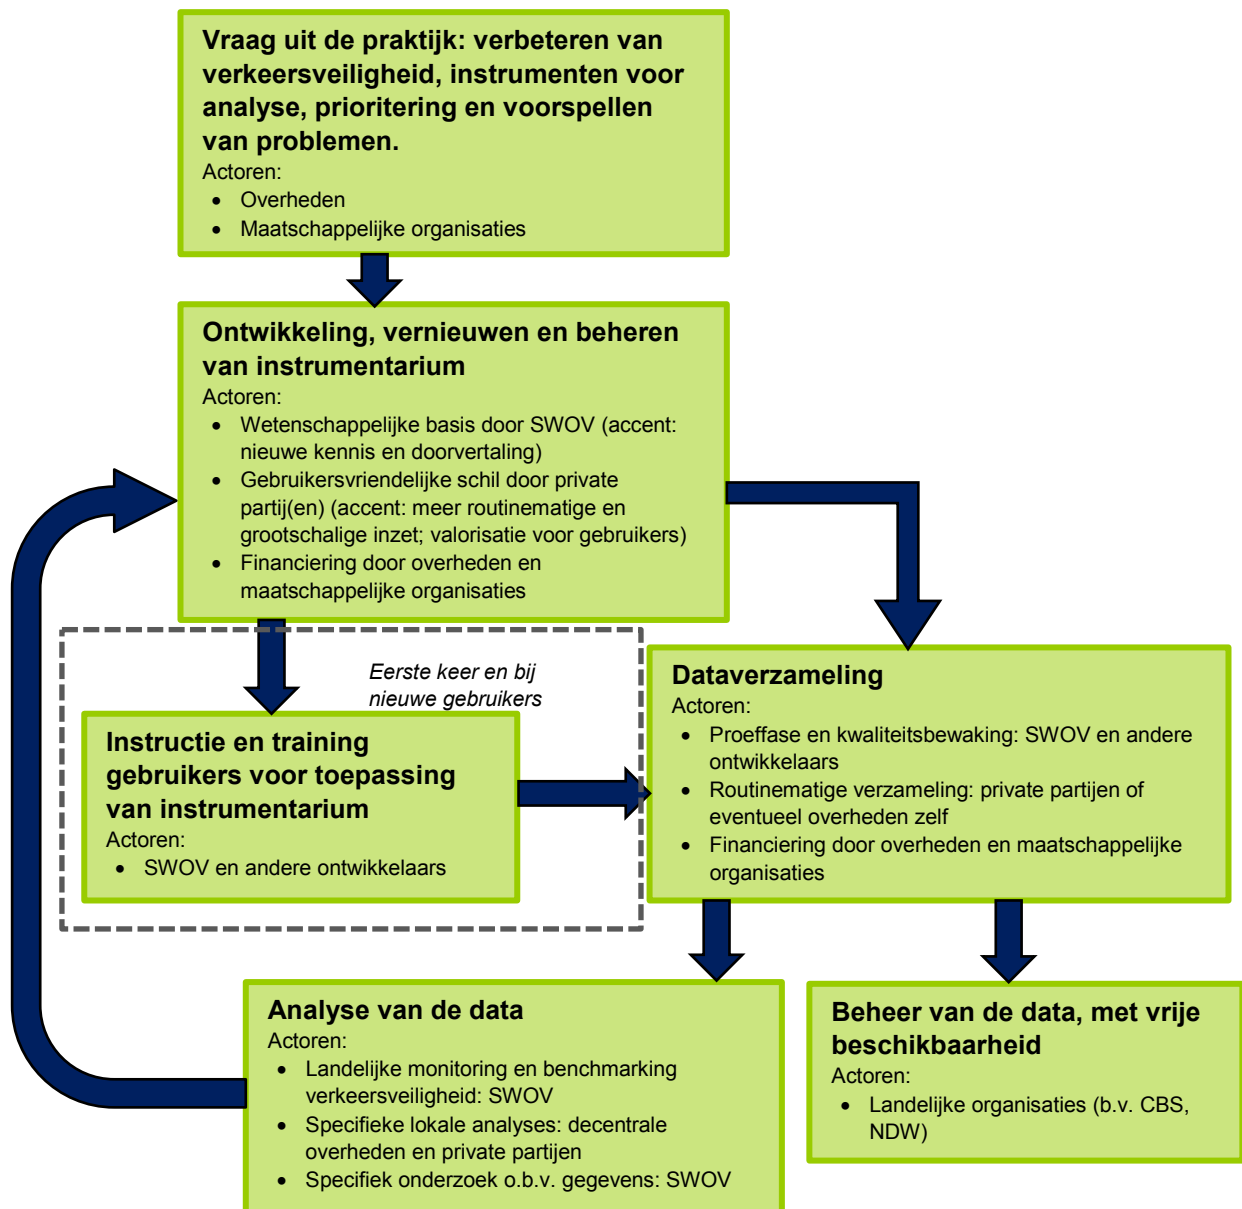 Vraag uit de praktijk: verbeteren van
verkeersveiligheid, instrumenten voor
analyse, prioritering en voorspellen
van problemen.
Actoren:
• Overheden
• Maatschappelijke organisaties
Ontwikkeling, vernieuwen en beheren
van instrumentarium
Actoren:
• Wetenschappelijke basis door SWOV (accent:
nieuwe kennis en doorvertaling)
• Gebruikersvriendelijke schil door private
partij(en) (accent: meer routinematige en
grootschalige inzet; valorisatie voor gebruikers)
• Financiering door overheden en
maatschappelijke organisaties
Eerste keer en bij
nieuwe gebruikers
Instructie en training
gebruikers voor toepassing
van instrumentarium
Actoren:
• SWOV en andere ontwikkelaars
Dataverzameling
Actoren:
• Proeffase en kwaliteitsbewaking: SWOV en andere
ontwikkelaars
• Routinematige verzameling: private partijen of
eventueel overheden zelf
• Financiering door overheden en maatschappelijke
organisaties
Analyse van de data
Actoren:
• Landelijke monitoring en benchmarking
verkeersveiligheid: SWOV
• Specifieke lokale analyses: decentrale
overheden en private partijen
• Specifiek onderzoek o.b.v. gegevens: SWOV
Beheer van de data, met vrije
beschikbaarheid
Actoren:
• Landelijke organisaties (b.v. CBS,
NDW)